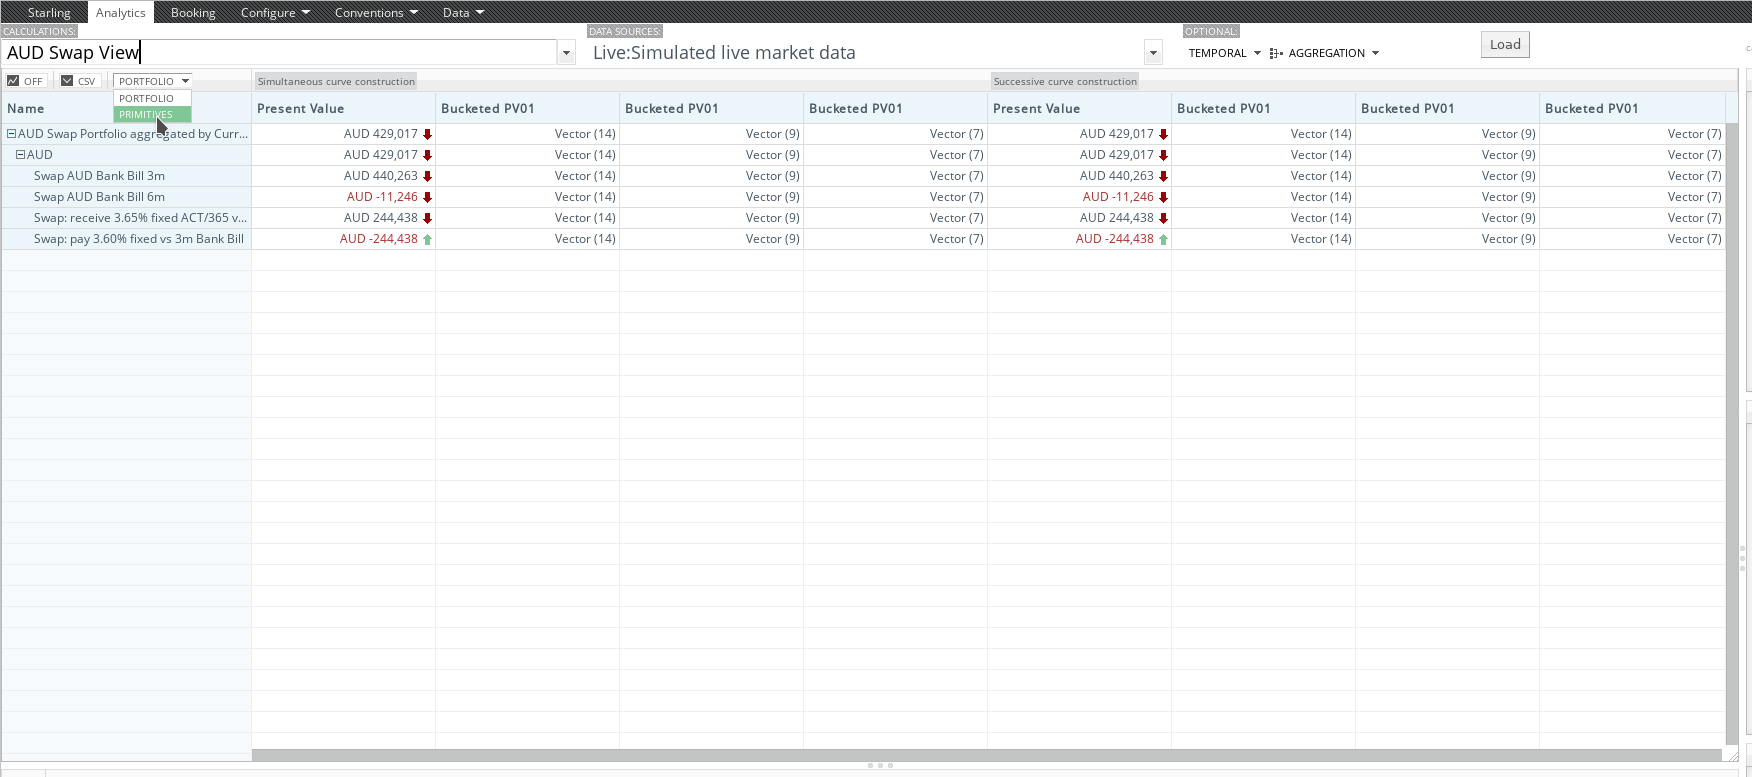 Starling Analytics Booking Configure Conventions Data
CALCULATIONS: DATA SOURCES: OPTIONAL:
AUD Swap View Live:Simulated live market data TEMPORAL AGGREGATION Load
OFF CSV PORTFOLIO Simultaneous curve construction Successive curve construction
PORTFOLIO
PRIMITIVES
Name Present Value Bucketed PV01 Bucketed PV01 Bucketed PV01 Present Value Bucketed PV01 Bucketed PV01 Bucketed PV01
AUD Swap Portfolio aggregated by Curr... AUD 429,017 Vector (14) Vector (9) Vector (7) AUD 429,017 Vector (14) Vector (9) Vector (7)
AUD AUD 429,017 Vector (14) Vector (9) Vector (7) AUD 429,017 Vector (14) Vector (9) Vector (7)
Swap AUD Bank Bill 3m AUD 440,263 Vector (14) Vector (9) Vector (7) AUD 440,263 Vector (14) Vector (9) Vector (7)
Swap AUD Bank Bill 6m AUD -11,246 Vector (14) Vector (9) Vector (7) AUD -11,246 Vector (14) Vector (9) Vector (7)
Swap: receive 3.65% fixed ACT/365 v... AUD 244,438 Vector (14) Vector (9) Vector (7) AUD 244,438 Vector (14) Vector (9) Vector (7)
Swap: pay 3.60% fixed vs 3m Bank Bill AUD -244,438 Vector (14) Vector (9) Vector (7) AUD -244,438 Vector (14) Vector (9) Vector (7)